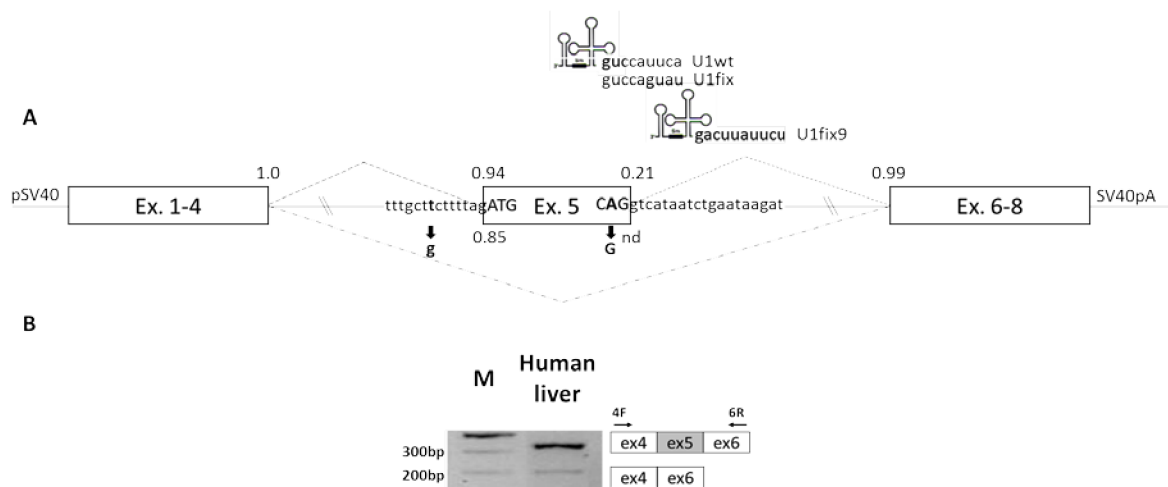 guccauuca U1wt
guccaguau U1fix
A
gacuuauucu U1fix9
1.0
0.94
0.21
0.99
pSV40
Ex. 1-4
tttgcttcttttagATG
Ex. 5
CAGgtcataatctgaataagat
Ex. 6-8
SV40pA
0.85
nd
g
G
B
M
Human
liver
4F
6R
300bp
ex4
ex5
ex6
200bp
ex4
ex6